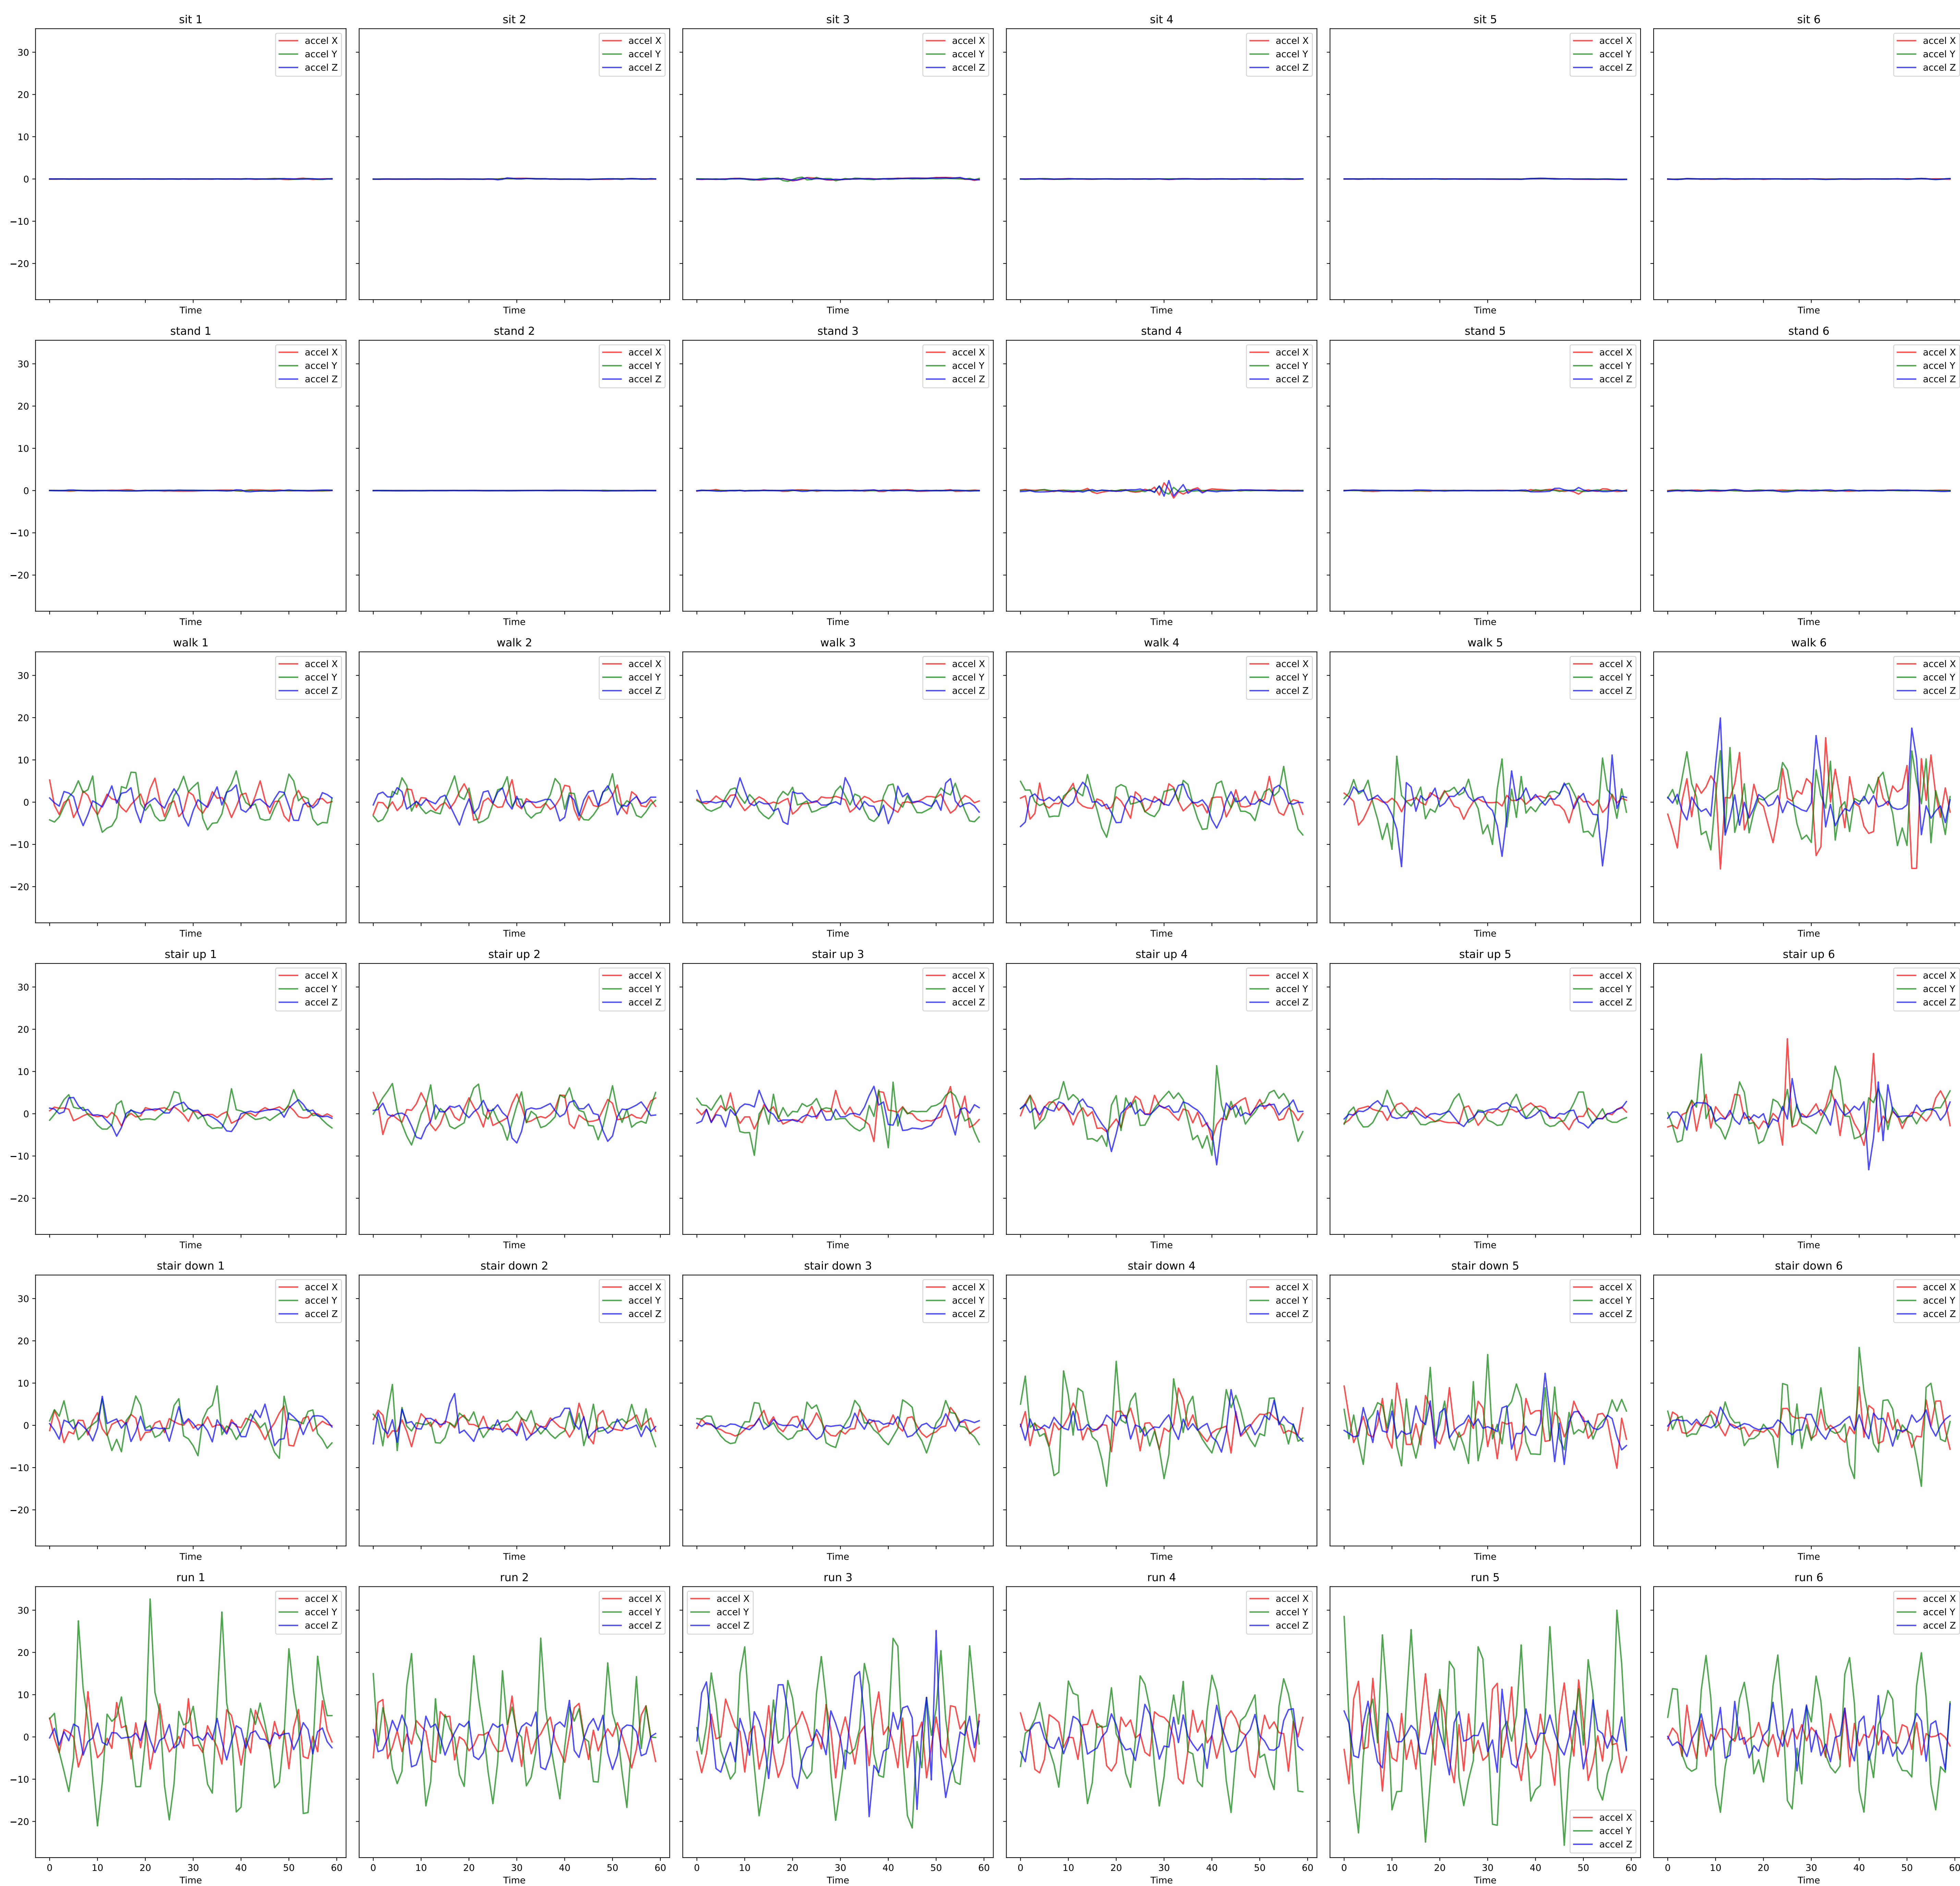 sit 1 sit 2 sit 3 sit 4 sit 5 sit 6
30 accel X accel X accel X accel X accel X accel X
accel Y accel Y accel Y accel Y accel Y accel Y
accel Z accel Z accel Z accel Z accel Z accel Z
20
10
0
−10
−20
Time Time Time Time Time Time
stand 1 stand 2 stand 3 stand 4 stand 5 stand 6
accel X accel X accel X accel X accel X accel X
30 accel Y accel Y accel Y accel Y accel Y accel Y
accel Z accel Z accel Z accel Z accel Z accel Z
20
10
0
−10
−20
Time Time Time Time Time Time
walk 1 walk 2 walk 3 walk 4 walk 5 walk 6
accel X accel X accel X accel X accel X accel X
30 accel Y accel Y accel Y accel Y accel Y accel Y
accel Z accel Z accel Z accel Z accel Z accel Z
20
10
0
−10
−20
Time Time Time Time Time Time
stair up 1 stair up 2 stair up 3 stair up 4 stair up 5 stair up 6
accel X accel X accel X accel X accel X accel X
30 accel Y accel Y accel Y accel Y accel Y accel Y
accel Z accel Z accel Z accel Z accel Z accel Z
20
10
0
−10
−20
Time Time Time Time Time Time
stair down 1 stair down 2 stair down 3 stair down 4 stair down 5 stair down 6
accel X accel X accel X accel X accel X accel X
30 accel Y accel Y accel Y accel Y accel Y accel Y
accel Z accel Z accel Z accel Z accel Z accel Z
20
10
0
−10
−20
Time Time Time Time Time Time
run 1 run 2 run 3 run 4 run 5 run 6
accel X accel X accel X accel X accel X
30 accel Y accel Y accel Y accel Y accel Y
accel Z accel Z accel Z accel Z accel Z
20
10
0
−10
−20 accel X
accel Y
accel Z
0 10 20 30 40 50 60 0 10 20 30 40 50 60 0 10 20 30 40 50 60 0 10 20 30 40 50 60 0 10 20 30 40 50 60 0 10 20 30 40 50 60
Time Time Time Time Time Time